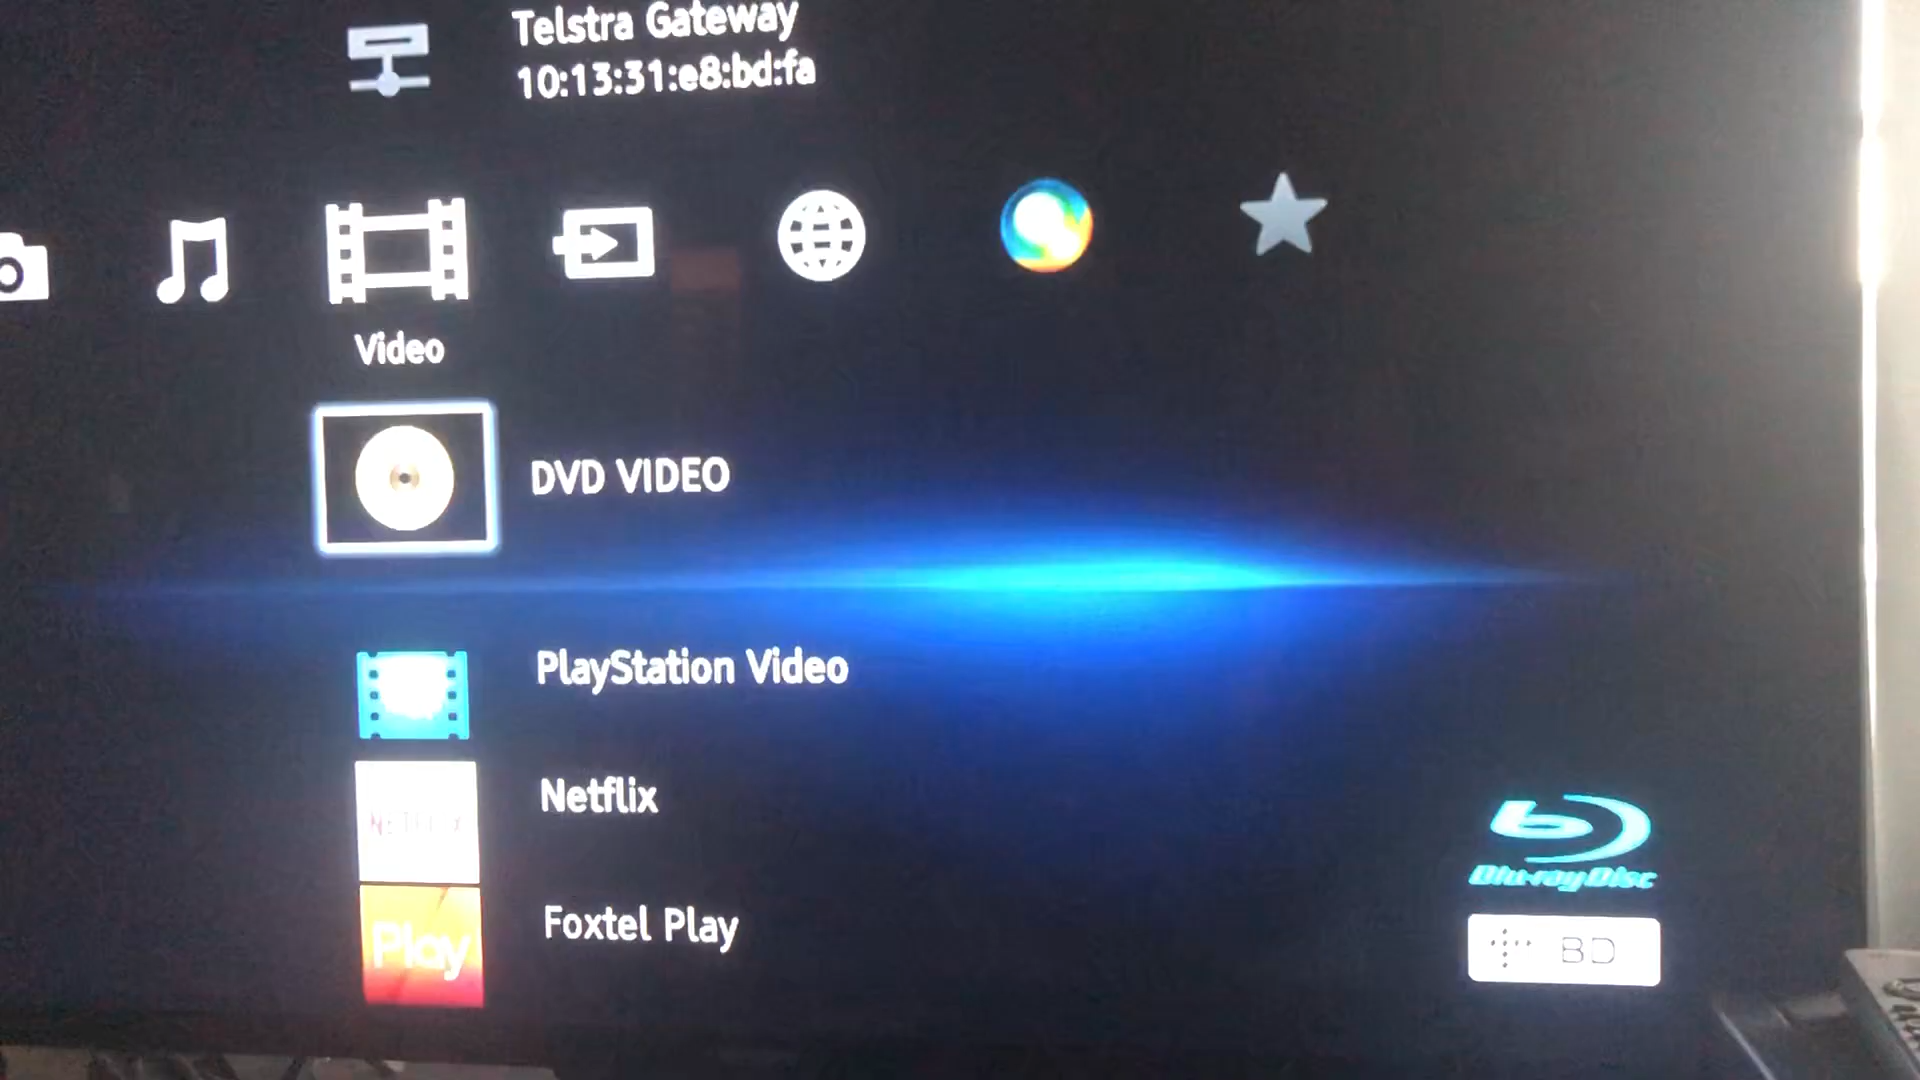 Telstra Gateway
10:13:31:e8:bd:fa
Video
DVD VIDEO
PlayStation Video
NETFLIX
Netflix
Play
Foxtel Play
Blu-ray Disc
BD